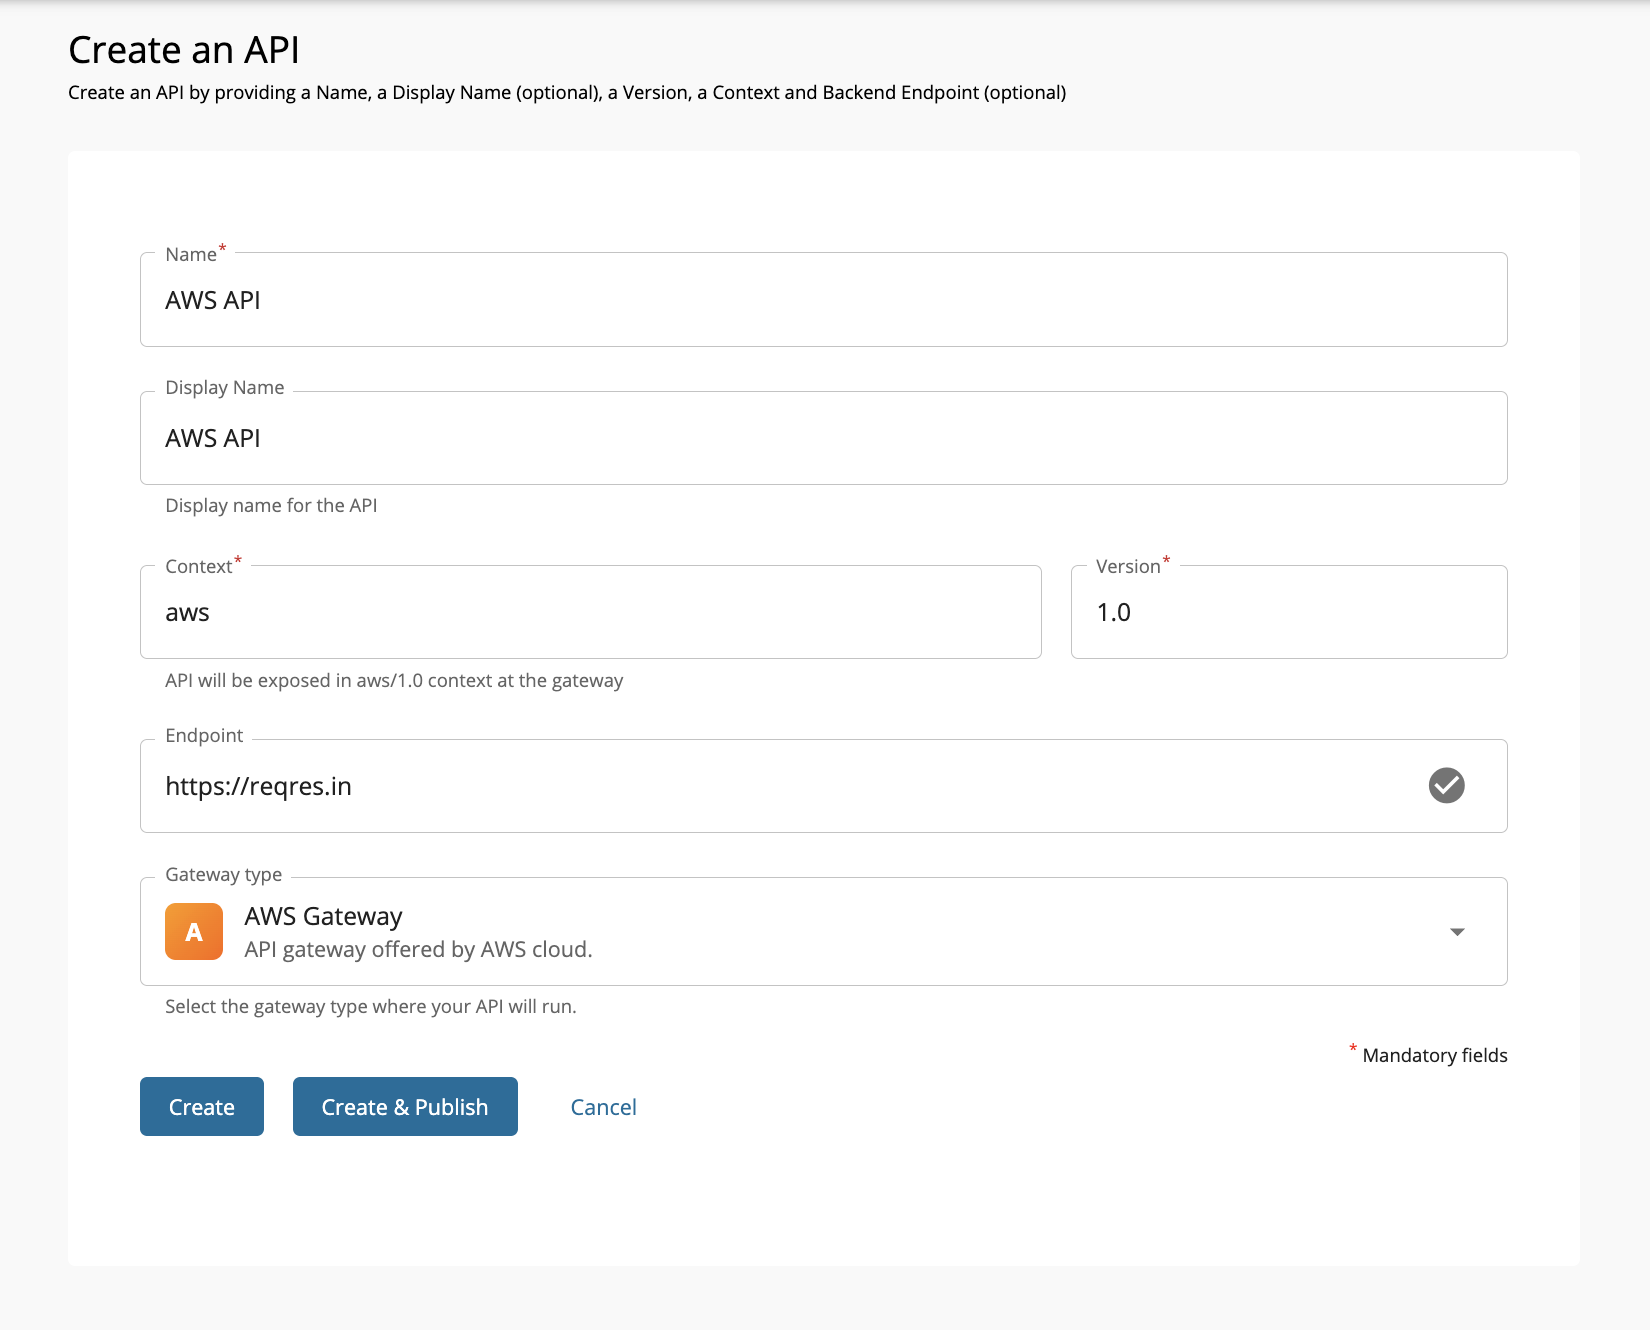 Create an API
Create an API by providing a Name, a Display Name (optional), a Version, a Context and Backend Endpoint (optional)
Name*
AWS API
Display Name
AWS API
Display name for the API
Context*
aws
API will be exposed in aws/1.0 context at the gateway
Version*
1.0
Endpoint
https://reqres.in
Gateway type
A
AWS Gateway
API gateway offered by AWS cloud.
Select the gateway type where your API will run.
* Mandatory fields
Create
Create & Publish
Cancel